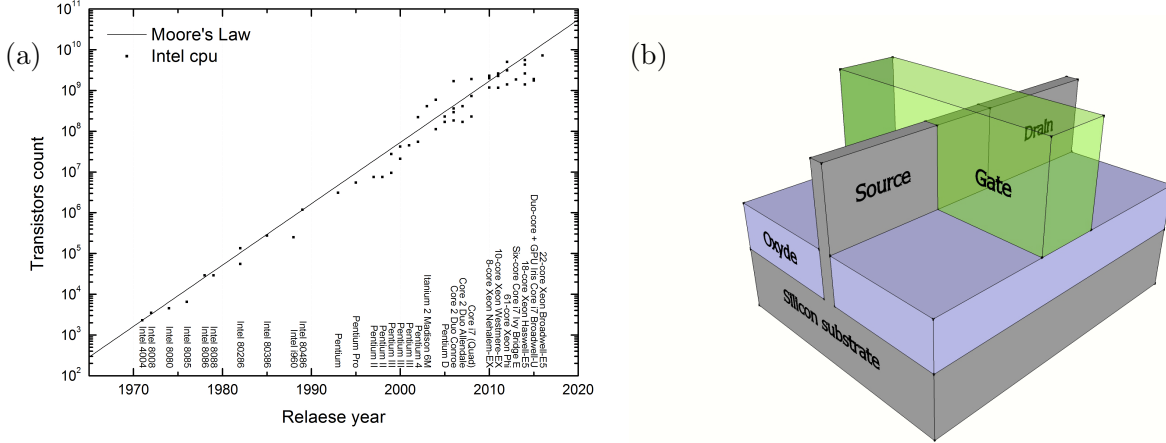 (a)
Moore's Law
Intel cpu
Transistors count
10^11
10^10
10^9
10^8
10^7
10^6
10^5
10^4
10^3
10^2
Intel 4004
Intel 8008
Intel 8080
Intel 8085
Intel 8086
Intel 8088
Intel 80286
Intel 80386
Intel i960
Intel 80486
Pentium
Pentium Pro
Pentium II
Pentium II
Pentium III
Pentium III
Pentium III
Pentium 4
Itanium 2 Madison 6M
Pentium D
Core 2 Duo Conroe
Core 2 Duo Allendale
Core i7 (Quad)
8-core Xeon Nehalem-EX
10-core Xeon Westmere-EX
61-core Xeon Phi
Six-core Core i7 Ivy Bridge E
18-core Xeon Haswell-E5
Duo-core + GPU Iris Core i7 Broadwell-U
22-core Xeon Broadwell-E5
1970
1980
1990
2000
2010
2020
Relaese year
(b)
Drain
Source
Gate
Oxyde
Silicon substrate